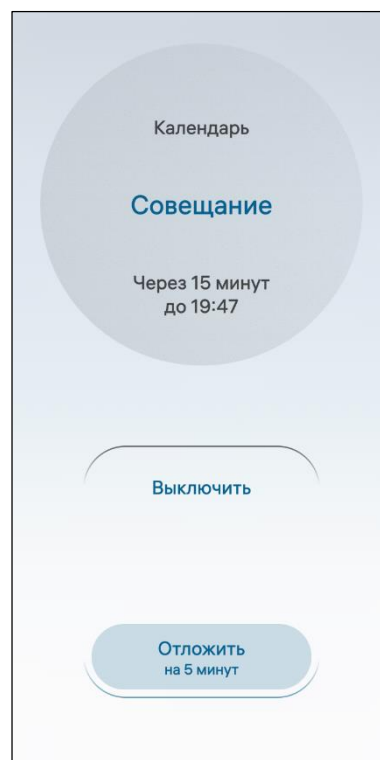 Календарь
Совещание
Через 15 минут
до 19:47
Выключить
Отложить
на 5 минут